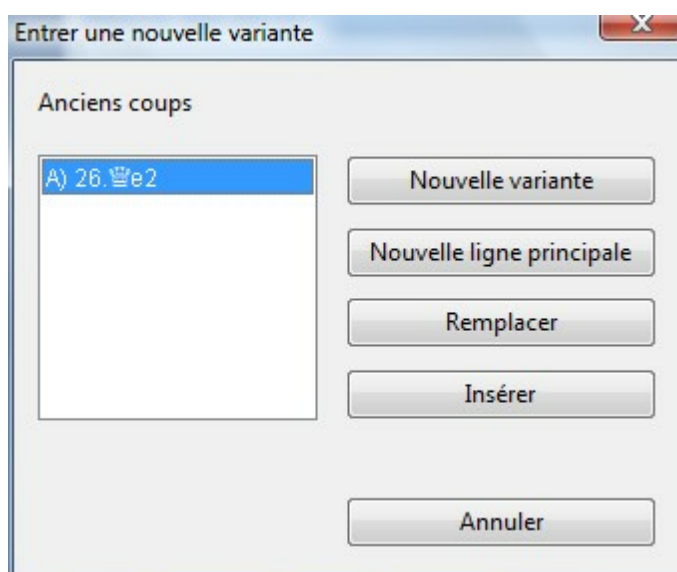 Entrer une nouvelle variante
Anciens coups
A) 26.♕e2
Nouvelle variante
Nouvelle ligne principale
Remplacer
Insérer
Annuler